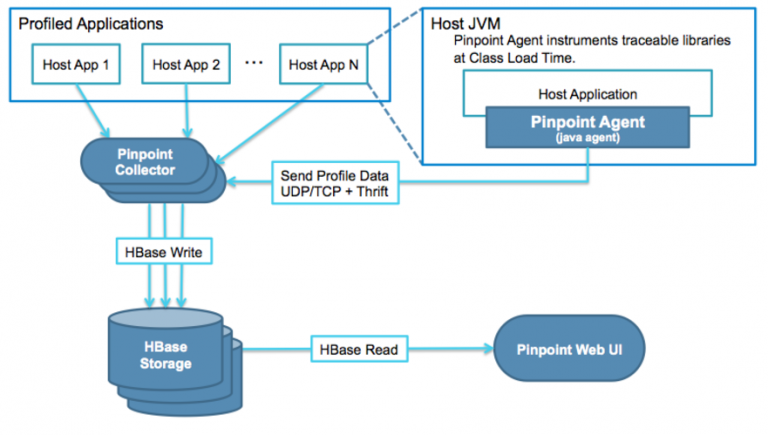 Profiled Applications
Host App 1
Host App 2
...
Host App N
Host JVM
Pinpoint Agent instruments traceable libraries
at Class Load Time.
Host Application
Pinpoint Agent
(java agent)
Pinpoint
Collector
Send Profile Data
UDP/TCP + Thrift
HBase Write
HBase
Storage
HBase Read
Pinpoint Web UI